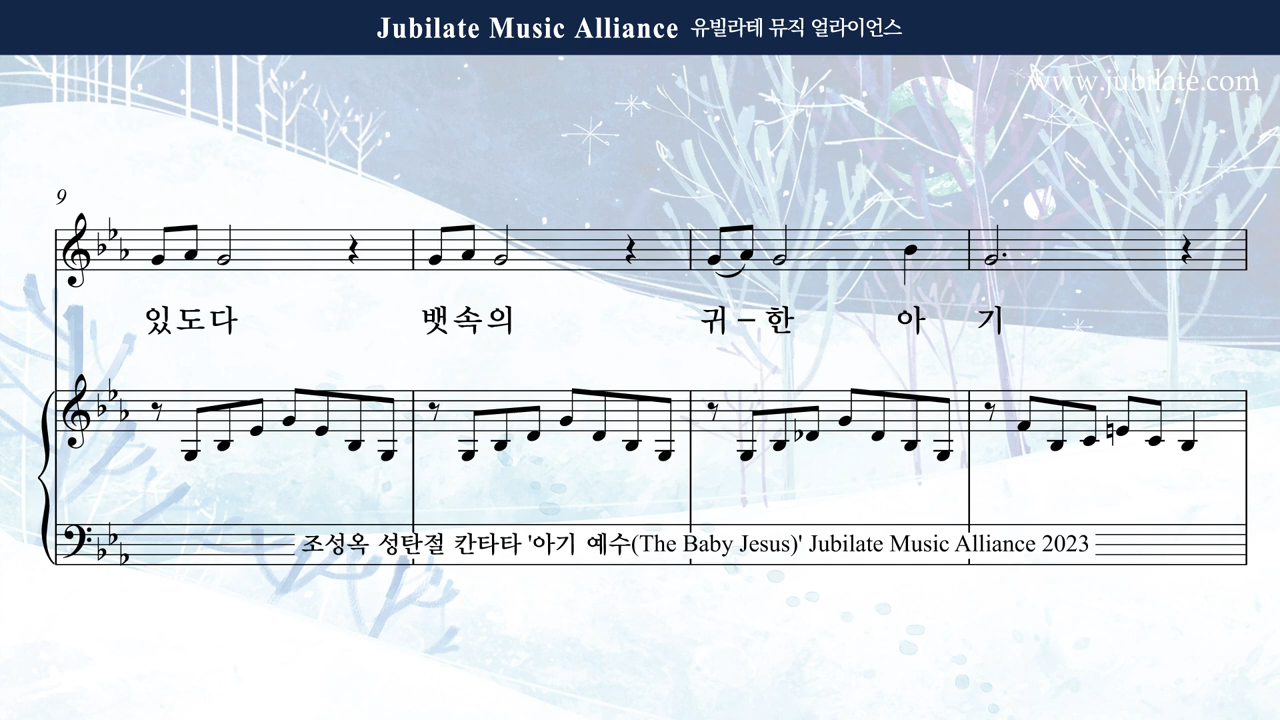 Jubilate Music Alliance 유빌라테 뮤직 얼라이언스
www.jubilate.com
9
있도다 뱃속의 귀-한 아 기
조성옥 성탄절 칸타타 '아기 예수(The Baby Jesus)' Jubilate Music Alliance 2023